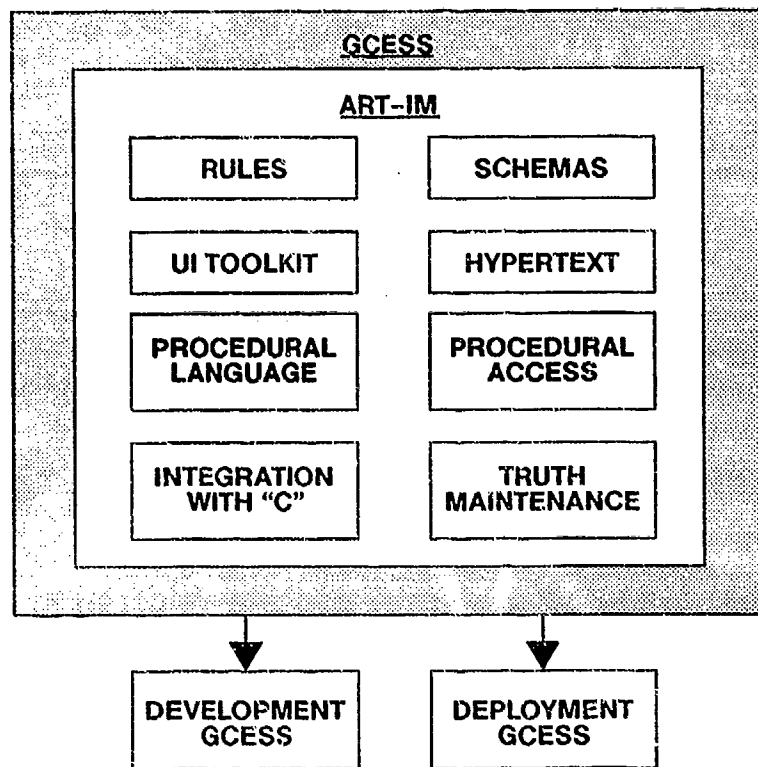 GCESS
ART-IM
RULES
SCHEMAS
UI TOOLKIT
HYPERTEXT
PROCEDURAL
LANGUAGE
PROCEDURAL
ACCESS
INTEGRATION
WITH "C"
TRUTH
MAINTENANCE
DEVELOPMENT
GCESS
DEPLOYMENT
GCESS